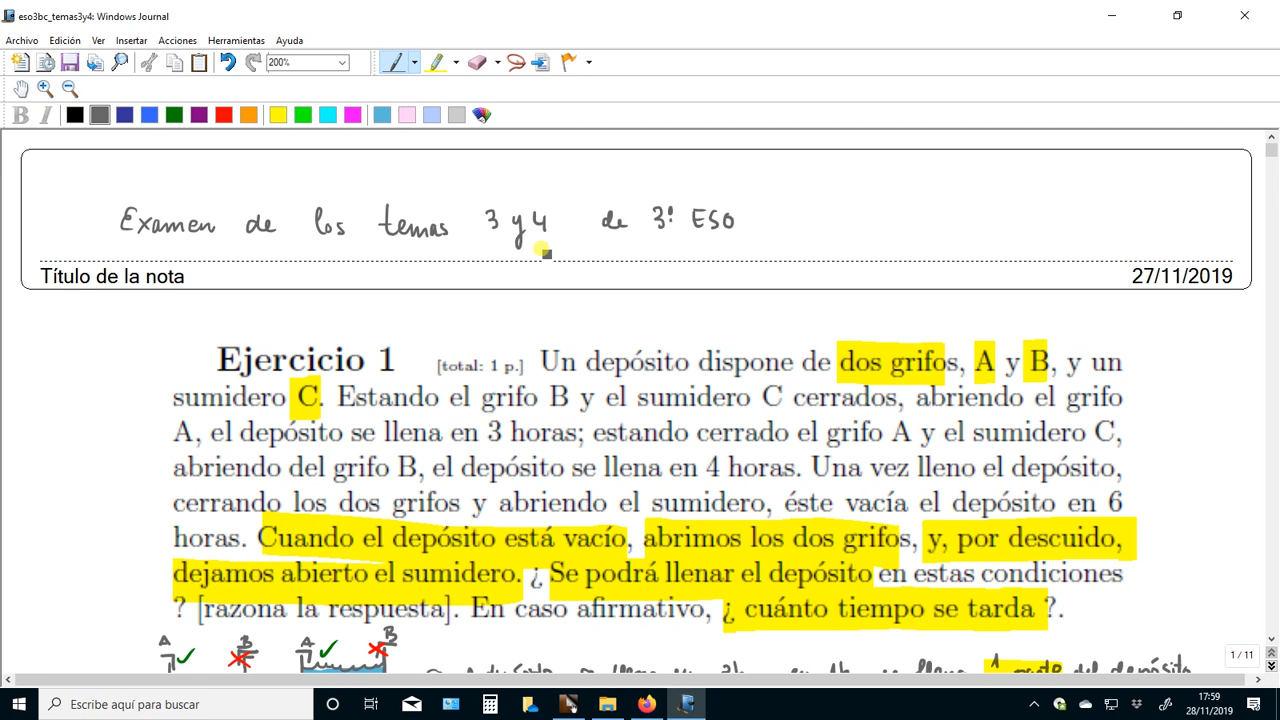 eso3bc_temas3y4: Windows Journal
Archivo Edición Ver Insertar Acciones Herramientas Ayuda
200%
B I
Examen de los temas 3 y 4 de 3º ESO
Título de la nota 27/11/2019
Ejercicio 1 [total: 1 p.] Un depósito dispone de dos grifos, A y B, y un
sumidero C. Estando el grifo B y el sumidero C cerrados, abriendo el grifo
A, el depósito se llena en 3 horas; estando cerrado el grifo A y el sumidero C,
abriendo del grifo B, el depósito se llena en 4 horas. Una vez lleno el depósito,
cerrando los dos grifos y abriendo el sumidero, éste vacía el depósito en 6
horas. Cuando el depósito está vacío, abrimos los dos grifos, y, por descuido,
dejamos abierto el sumidero. ¿ Se podrá llenar el depósito en estas condiciones
? [razona la respuesta]. En caso afirmativo, ¿ cuánto tiempo se tarda ?.
A B A B
1 parte del depósito
1 / 11
Escribe aquí para buscar
17:59
28/11/2019